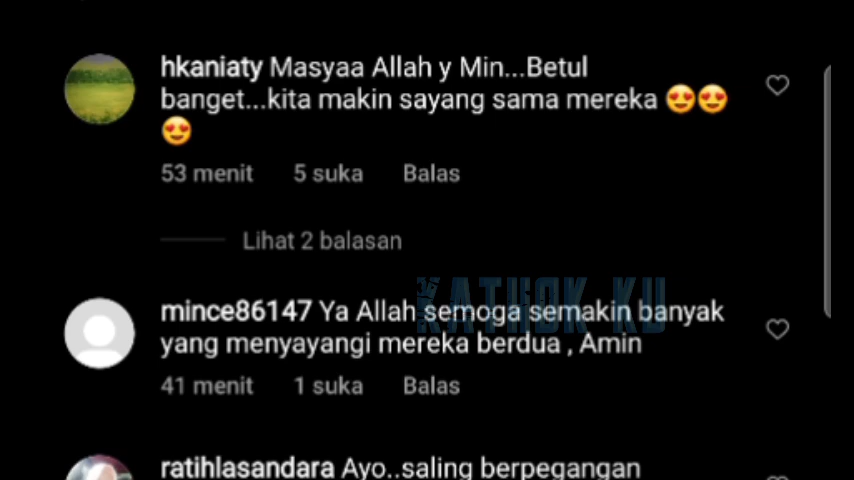 hkaniaty Masyaa Allah y Min...Betul
banget...kita makin sayang sama mereka 😍😍
😍
53 menit 5 suka Balas
Lihat 2 balasan
KATHOK KU
mince86147 Ya Allah semoga semakin banyak
yang menyayangi mereka berdua , Amin
41 menit 1 suka Balas
ratihlasandara Ayo..saling berpegangan